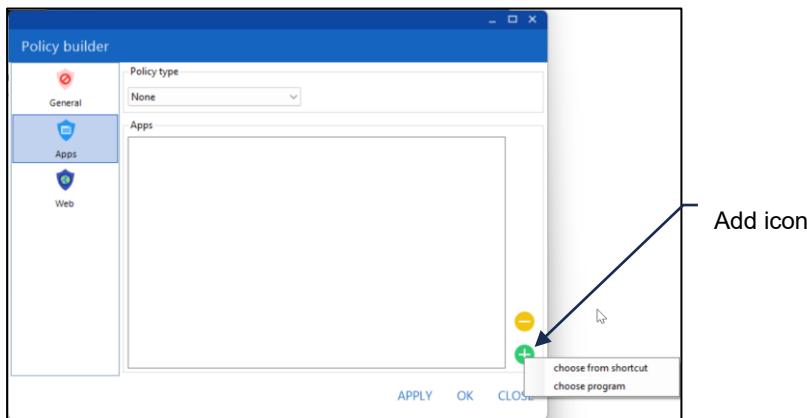 Policy builder
General
Apps
Web
Policy type
None
Apps
Add icon
choose from shortcut
choose program
APPLY OK CLOSE